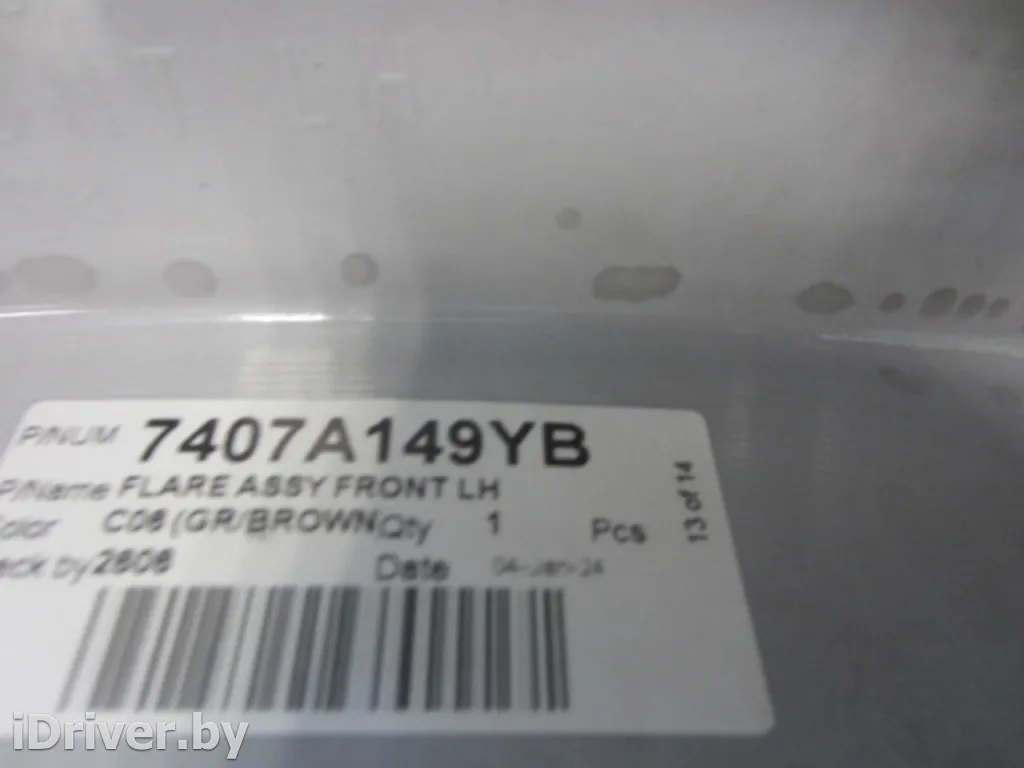 P/NUM 7407A149YB
P/Name FLARE ASSY FRONT LH
Color C06 (GR/BROWN Qty 1 Pcs
eck by 2606
Date 04-Jan-24
13 of 14
iDriver.by